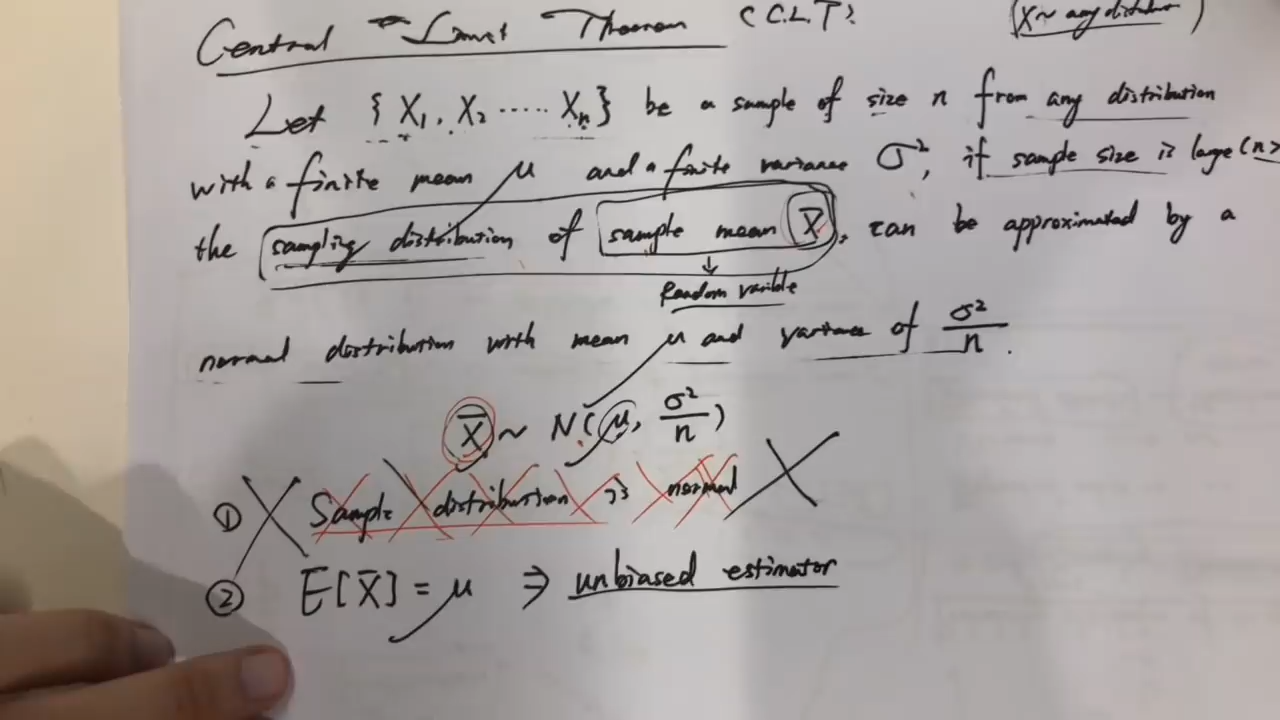 Central Limit Theorem (C.L.T) (X ~ any distribution)
Let {X₁, X₂ ..... Xₙ} be a sample of size n from any distribution
with a finite mean μ and a finite variance σ², if sample size is large (n>
the sampling distribution of sample mean X̄, can be approximated by a
↓
Random varible
normal distribution with mean μ and variance of σ²/n.
X̄ ~ N(μ, σ²/n)
① X Sample distribution is normal X
② E[X̄] = μ ⇒ unbiased estimator